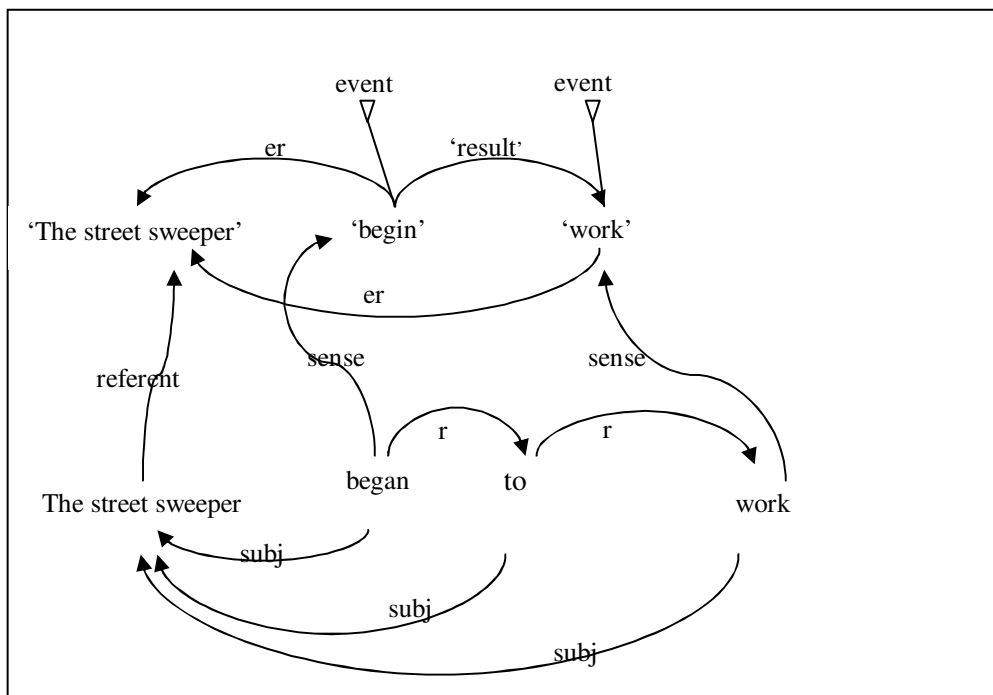 event event
er ‘result’
‘The street sweeper’ ‘begin’ ‘work’
er
sense sense
referent
r r
began to
The street sweeper work
subj
subj
subj